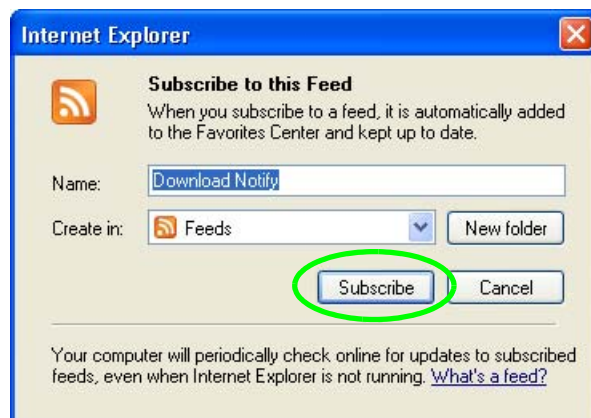 Internet Explorer
Subscribe to this Feed
When you subscribe to a feed, it is automatically added
to the Favorites Center and kept up to date.
Name: Download Notify
Create in: Feeds New folder
Subscribe Cancel
Your computer will periodically check online for updates to subscribed
feeds, even when Internet Explorer is not running. What's a feed?